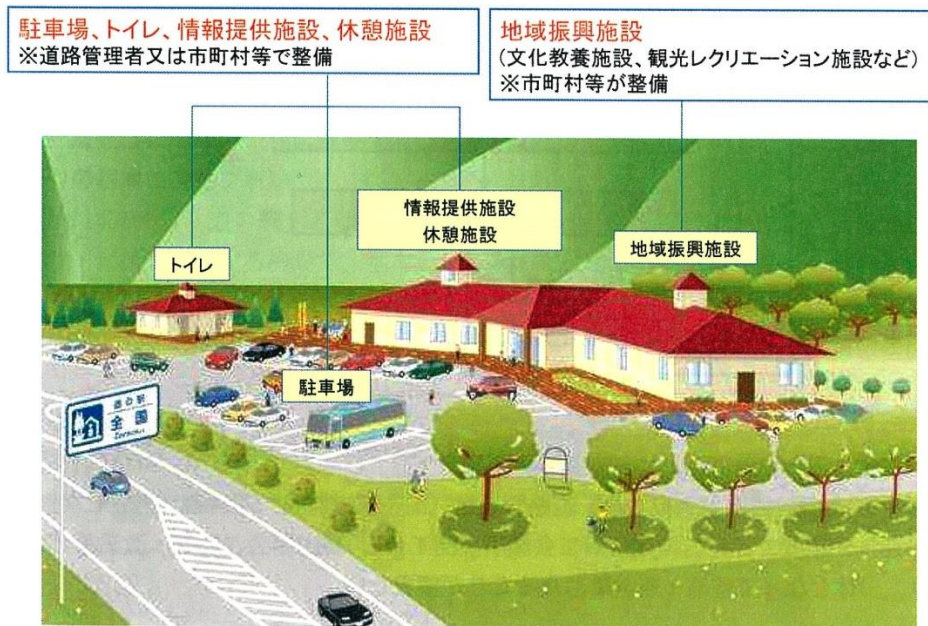 駐車場、トイレ、情報提供施設、休憩施設
※道路管理者又は市町村等で整備
地域振興施設
(文化教養施設、観光レクリエーション施設など)
※市町村等が整備
情報提供施設
休憩施設
トイレ
地域振興施設
駐車場
道の駅
全国